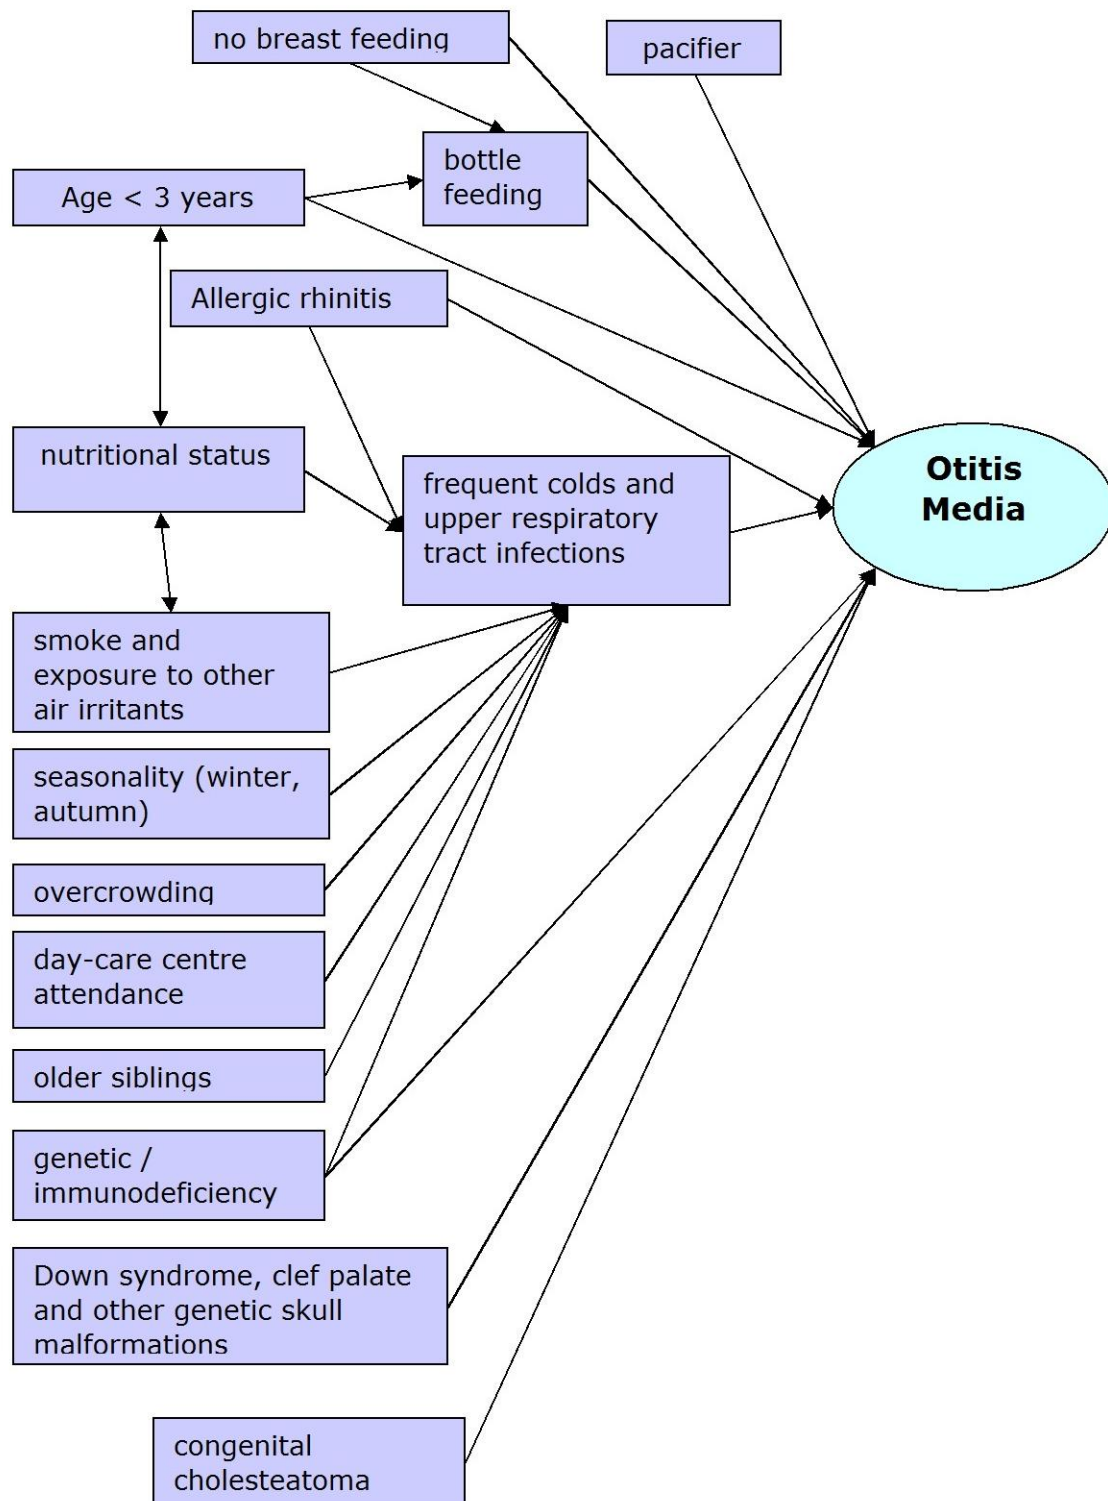 no breast feeding
pacifier
bottle
feeding
Age < 3 years
Allergic rhinitis
nutritional status
frequent colds and
upper respiratory
tract infections
Otitis
Media
smoke and
exposure to other
air irritants
seasonality (winter,
autumn)
overcrowding
day-care centre
attendance
older siblings
genetic /
immunodeficiency
Down syndrome, clef palate
and other genetic skull
malformations
congenital
cholesteatoma